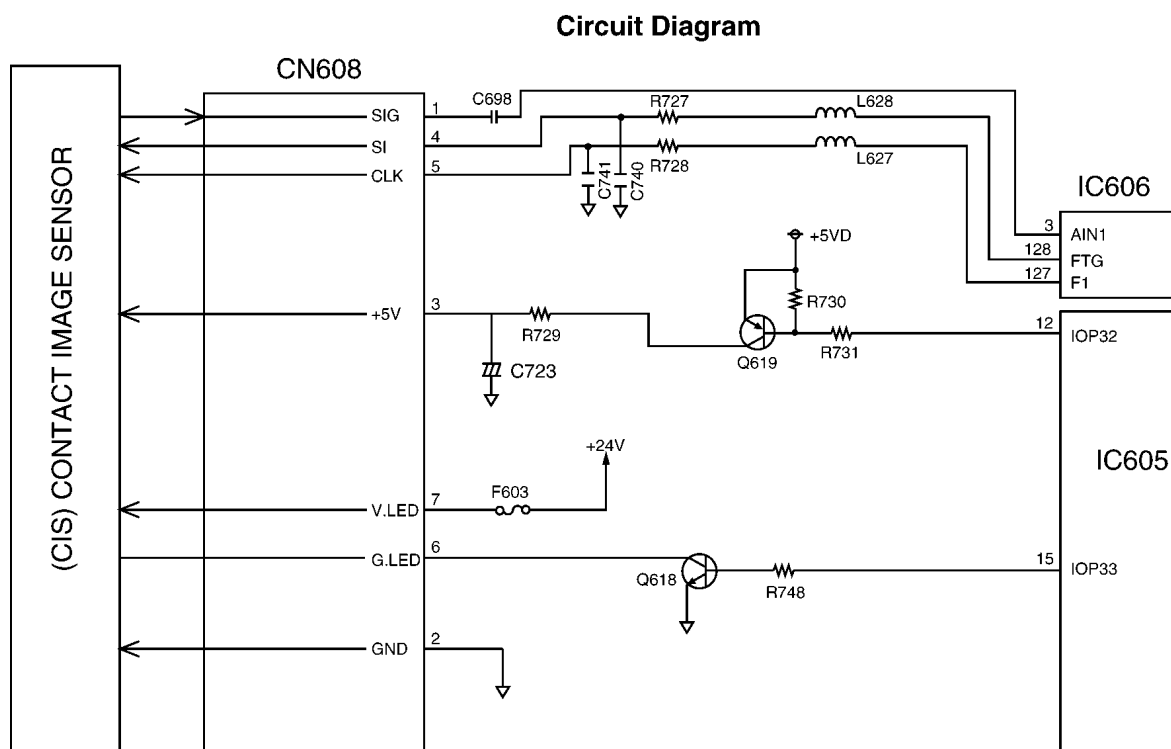 Circuit Diagram
(CIS) CONTACT IMAGE SENSOR
CN608
SIG
SI
CLK
+5V
V.LED
G.LED
GND
1
4
5
3
7
6
2
C698
R727
L628
R728
L627
C741
C740
+5VD
R730
R729
Q619
R731
C723
+24V
F603
Q618
R748
IC606
3
AIN1
128
FTG
127
F1
12
IOP32
IC605
15
IOP33